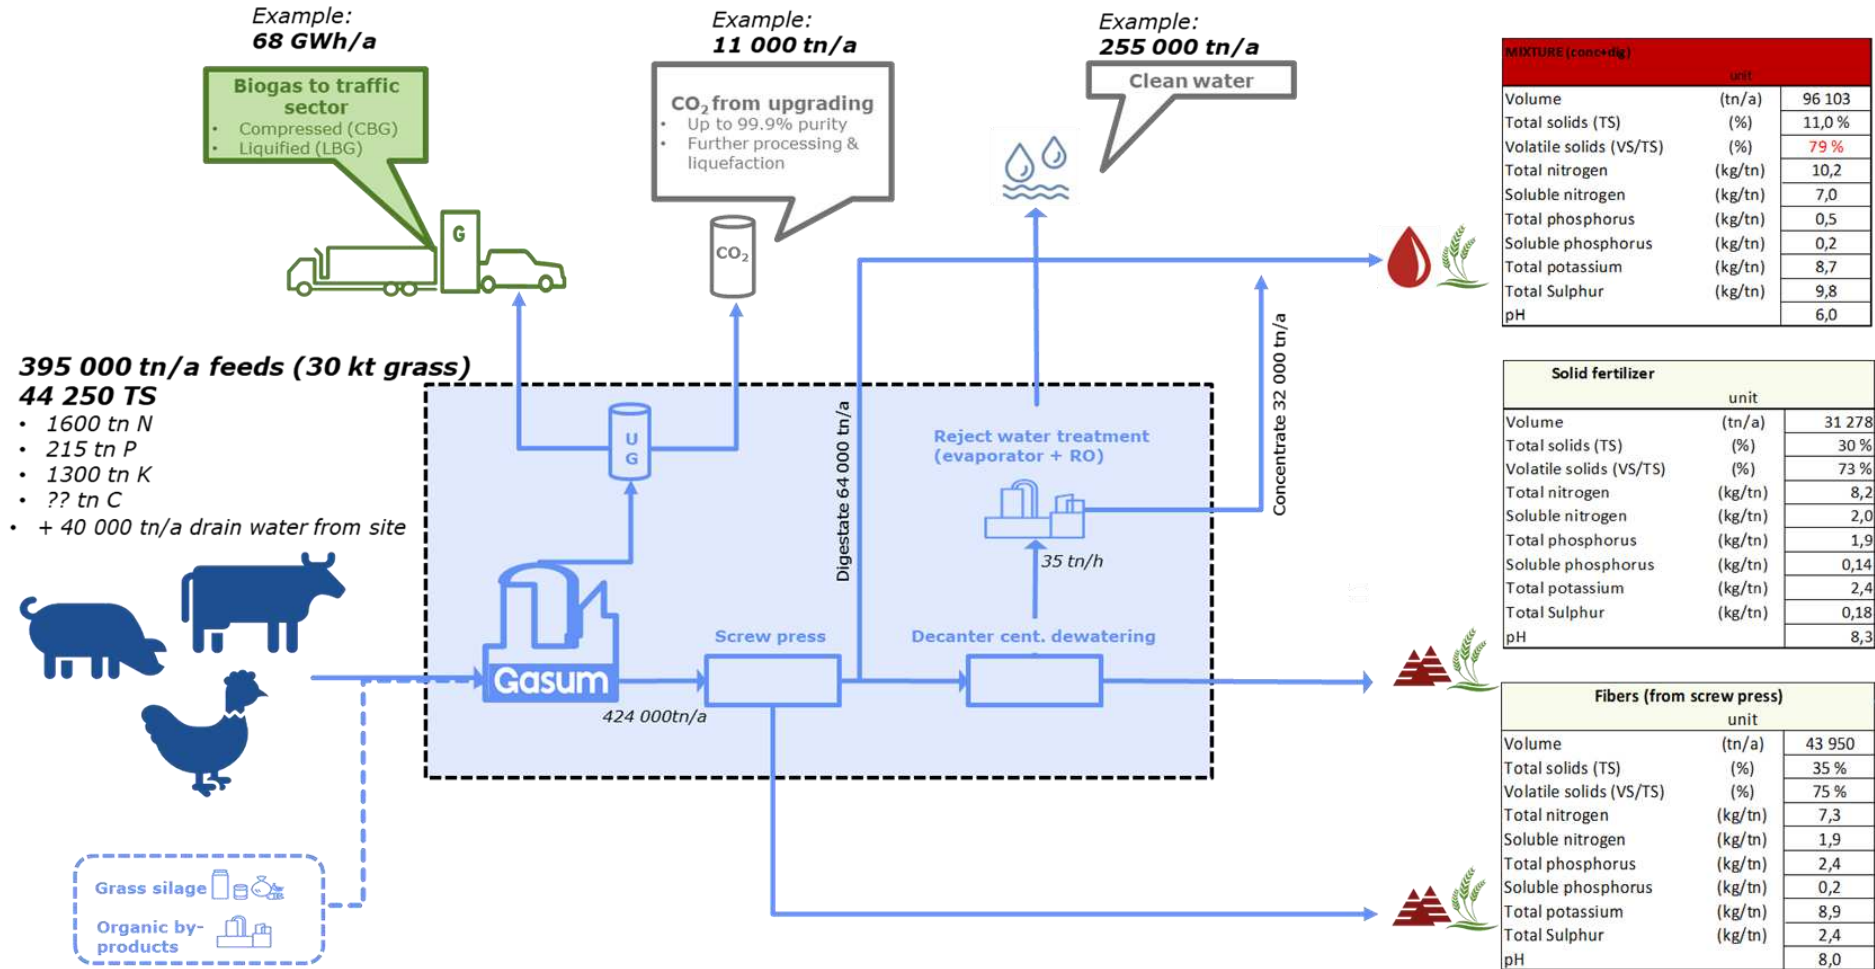 Example:
68 GWh/a
Biogas to traffic
sector
• Compressed (CBG)
• Liquified (LBG)
G
Example:
11 000 tn/a
CO₂ from upgrading
• Up to 99.9% purity
• Further processing &
liquefaction
CO₂
Example:
255 000 tn/a
Clean water
395 000 tn/a feeds (30 kt grass)
44 250 TS
• 1600 tn N
• 215 tn P
• 1300 tn K
• ?? tn C
• + 40 000 tn/a drain water from site
U
G
Digestate 64 000 tn/a
Reject water treatment
(evaporator + RO)
35 tn/h
Concentrate 32 000 tn/a
Screw press
Decanter cent. dewatering
Gasum
424 000tn/a
Grass silage
Organic by-
products
MIXTURE (conc+dig)
unit
Volume (tn/a) 96 103
Total solids (TS) (%) 11,0 %
Volatile solids (VS/TS) (%) 79 %
Total nitrogen (kg/tn) 10,2
Soluble nitrogen (kg/tn) 7,0
Total phosphorus (kg/tn) 0,5
Soluble phosphorus (kg/tn) 0,2
Total potassium (kg/tn) 8,7
Total Sulphur (kg/tn) 9,8
pH 6,0
Solid fertilizer
unit
Volume (tn/a) 31 278
Total solids (TS) (%) 30 %
Volatile solids (VS/TS) (%) 73 %
Total nitrogen (kg/tn) 8,2
Soluble nitrogen (kg/tn) 2,0
Total phosphorus (kg/tn) 1,9
Soluble phosphorus (kg/tn) 0,14
Total potassium (kg/tn) 2,4
Total Sulphur (kg/tn) 0,18
pH 8,3
Fibers (from screw press)
unit
Volume (tn/a) 43 950
Total solids (TS) (%) 35 %
Volatile solids (VS/TS) (%) 75 %
Total nitrogen (kg/tn) 7,3
Soluble nitrogen (kg/tn) 1,9
Total phosphorus (kg/tn) 2,4
Soluble phosphorus (kg/tn) 0,2
Total potassium (kg/tn) 8,9
Total Sulphur (kg/tn) 2,4
pH 8,0